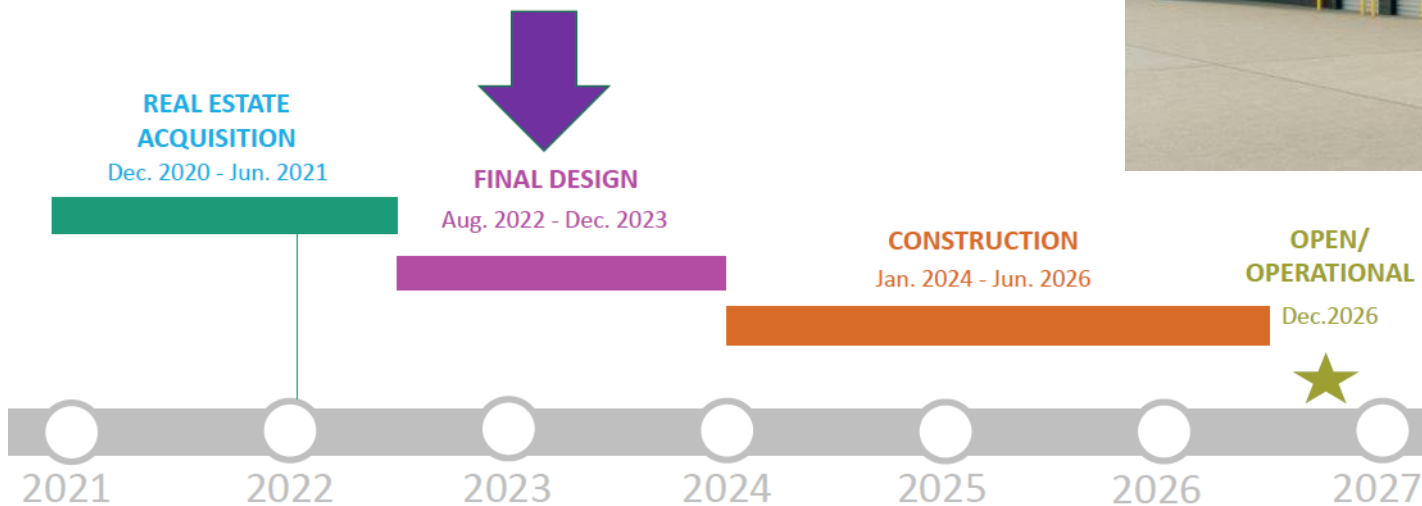 REAL ESTATE
ACQUISITION
Dec. 2020 - Jun. 2021
FINAL DESIGN
Aug. 2022 - Dec. 2023
CONSTRUCTION
Jan. 2024 - Jun. 2026
OPEN/
OPERATIONAL
Dec.2026
2021 2022 2023 2024 2025 2026 2027